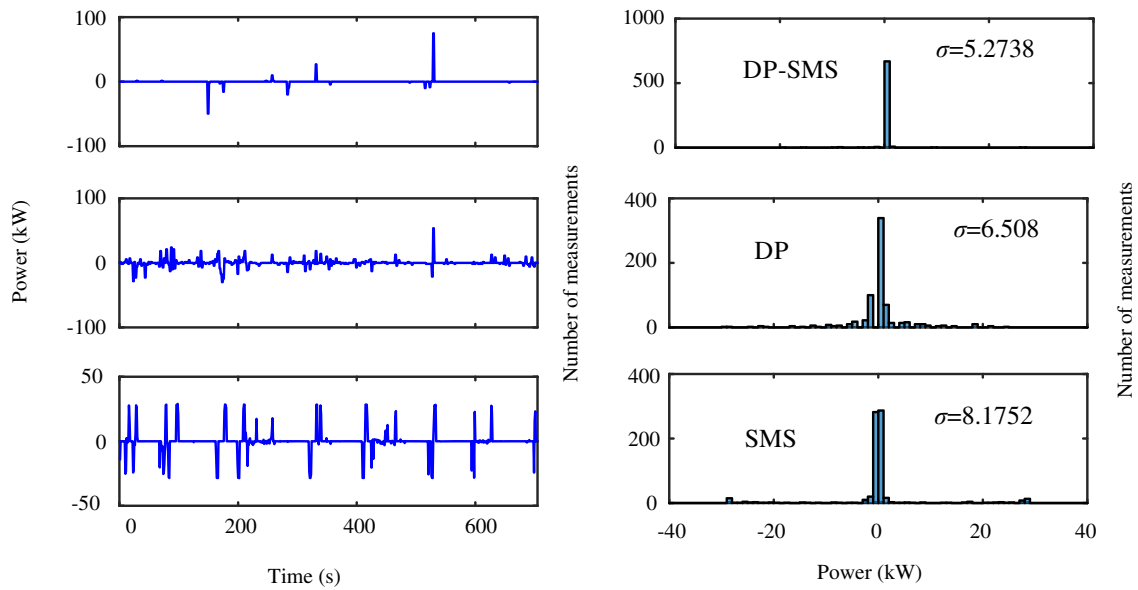 100
0
-100
100
0
-100
50
0
-50
0
200
400
600
Power (kW)
Time (s)
1000
500
0
DP-SMS
σ=5.2738
400
200
0
DP
σ=6.508
400
200
0
SMS
σ=8.1752
-40
-20
0
20
40
Number of measurements
Power (kW)
Number of measurements